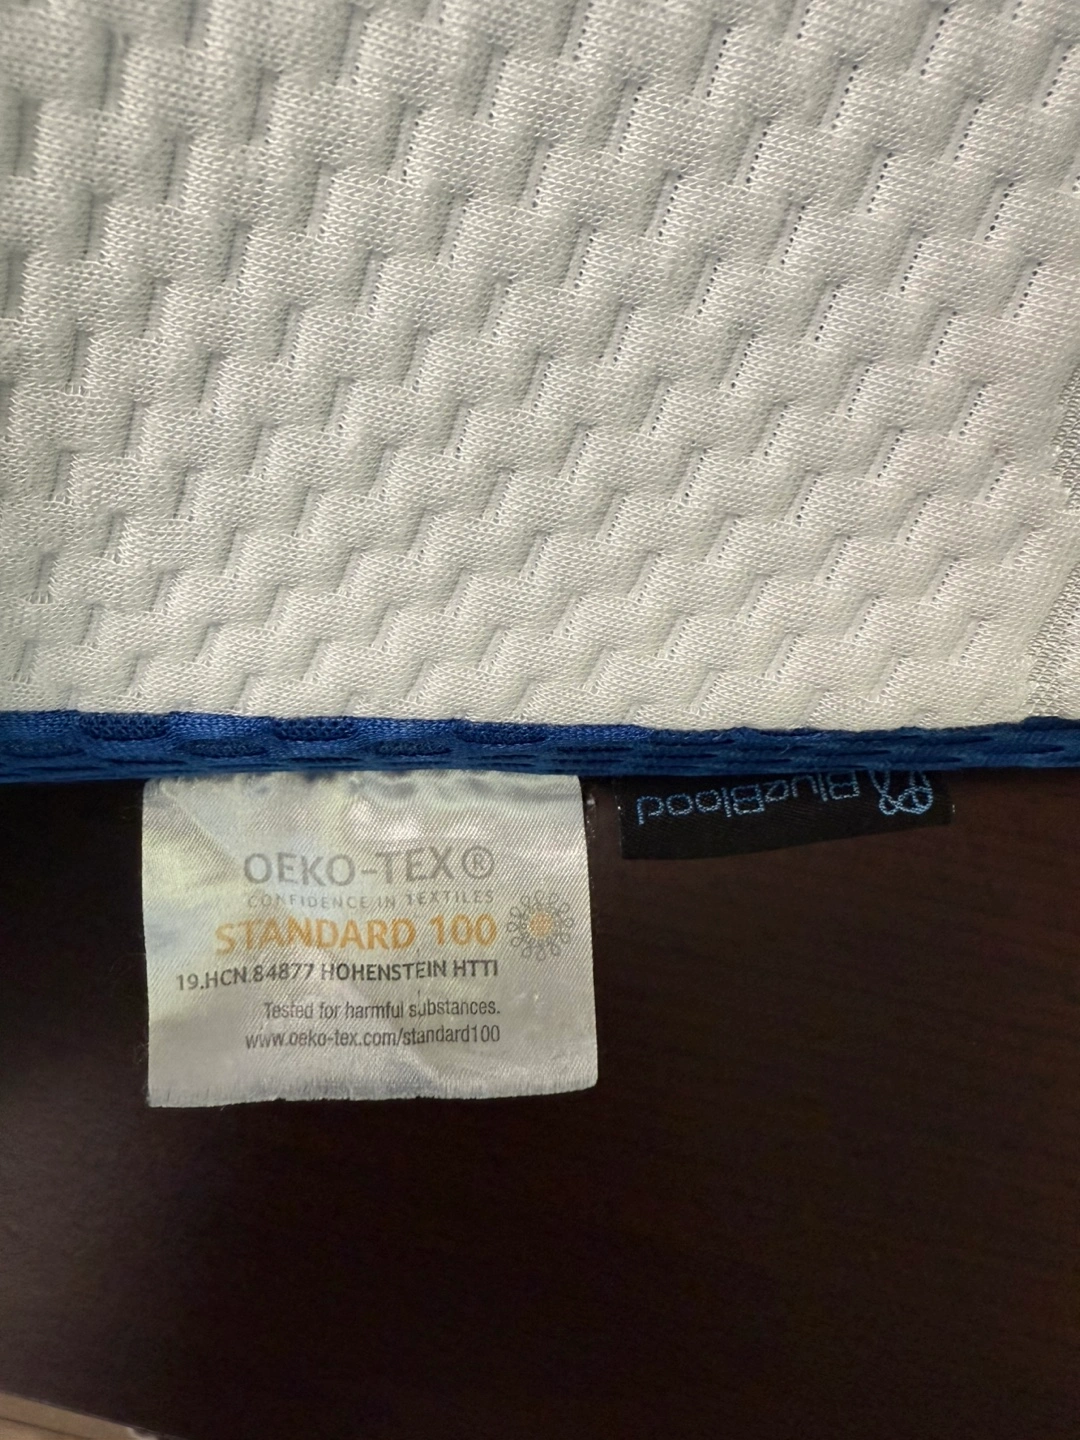 OEKO-TEX®
CONFIDENCE IN TEXTILES
STANDARD 100
19.HCN.84877 HOHENSTEIN HTTI
Tested for harmful substances.
www.oeko-tex.com/standard100
BlueBlood